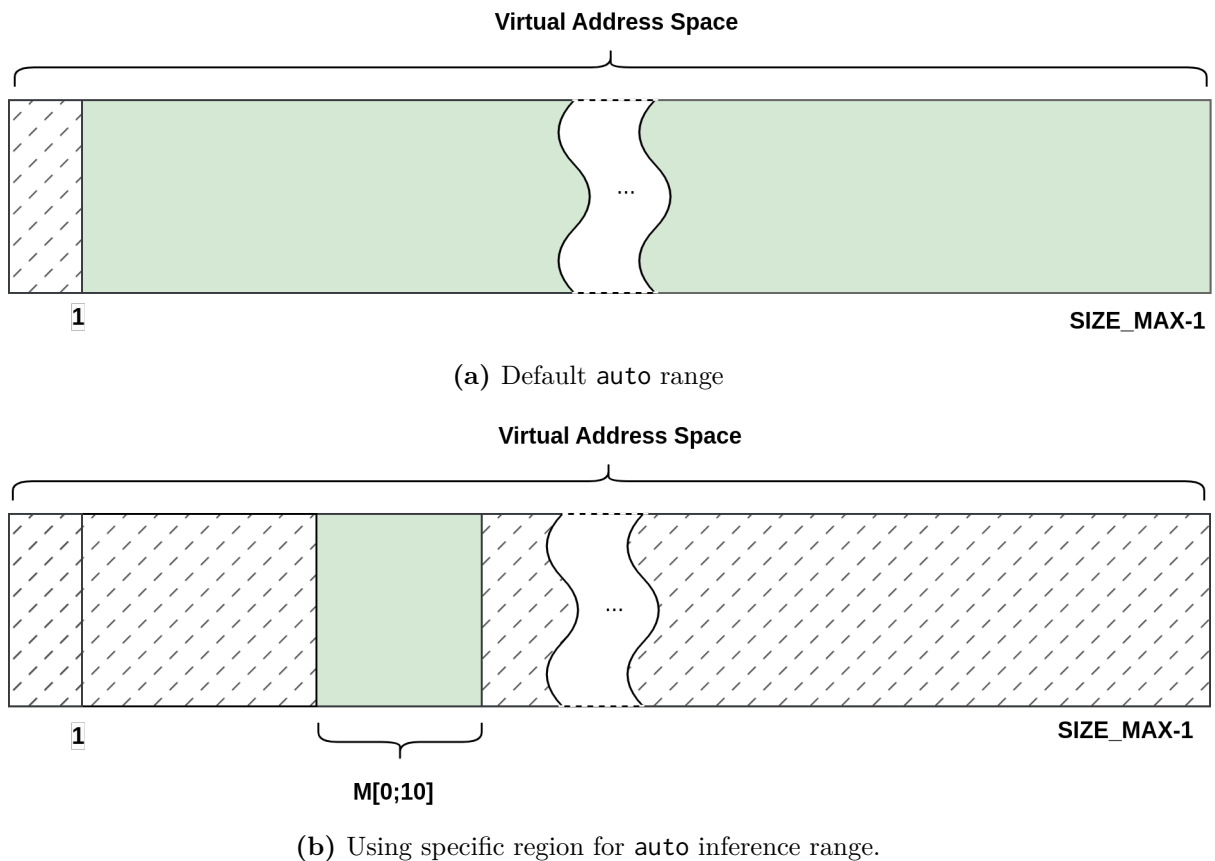 Virtual Address Space
...
1
SIZE_MAX-1
(a) Default auto range
Virtual Address Space
...
1
SIZE_MAX-1
M[0;10]
(b) Using specific region for auto inference range.